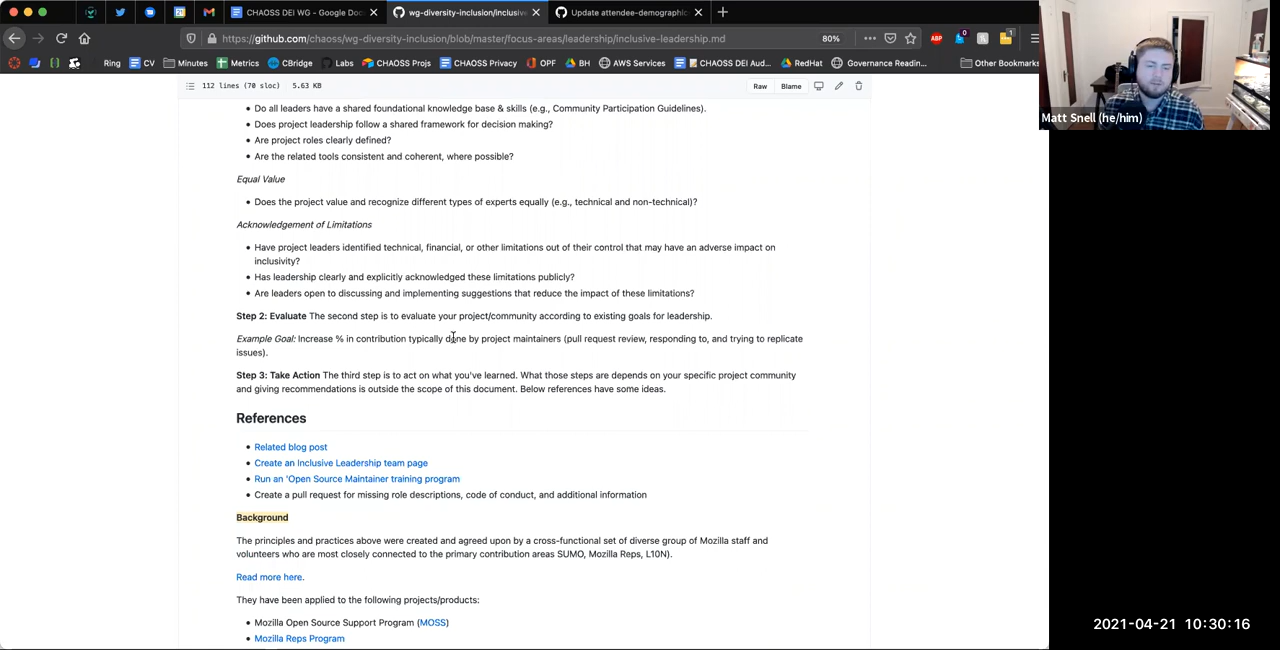 CHAOSS DEI WG - Google Doc
wg-diversity-inclusion/inclusive
Update attendee-demographic
https://github.com/chaoss/wg-diversity-inclusion/blob/master/focus-areas/leadership/inclusive-leadership.md
80%
ABP
0
1
Ring
CV
Minutes
Metrics
CBridge
Labs
CHAOSS Projs
CHAOSS Privacy
OPF
BH
AWS Services
CHAOSS DEI Aud...
RedHat
Governance Readin...
Other Bookmarks
Matt Snell (he/him)
112 lines (70 sloc)
5.63 KB
Raw
Blame
Do all leaders have a shared foundational knowledge base & skills (e.g., Community Participation Guidelines).
Does project leadership follow a shared framework for decision making?
Are project roles clearly defined?
Are the related tools consistent and coherent, where possible?
Equal Value
Does the project value and recognize different types of experts equally (e.g., technical and non-technical)?
Acknowledgement of Limitations
Have project leaders identified technical, financial, or other limitations out of their control that may have an adverse impact on
inclusivity?
Has leadership clearly and explicitly acknowledged these limitations publicly?
Are leaders open to discussing and implementing suggestions that reduce the impact of these limitations?
Step 2: Evaluate The second step is to evaluate your project/community according to existing goals for leadership.
Example Goal: Increase % in contribution typically done by project maintainers (pull request review, responding to, and trying to replicate
issues).
Step 3: Take Action The third step is to act on what you've learned. What those steps are depends on your specific project community
and giving recommendations is outside the scope of this document. Below references have some ideas.
References
Related blog post
Create an Inclusive Leadership team page
Run an 'Open Source Maintainer training program
Create a pull request for missing role descriptions, code of conduct, and additional information
Background
The principles and practices above were created and agreed upon by a cross-functional set of diverse group of Mozilla staff and
volunteers who are most closely connected to the primary contribution areas SUMO, Mozilla Reps, L10N).
Read more here.
They have been applied to the following projects/products:
Mozilla Open Source Support Program (MOSS)
Mozilla Reps Program
2021-04-21 10:30:16